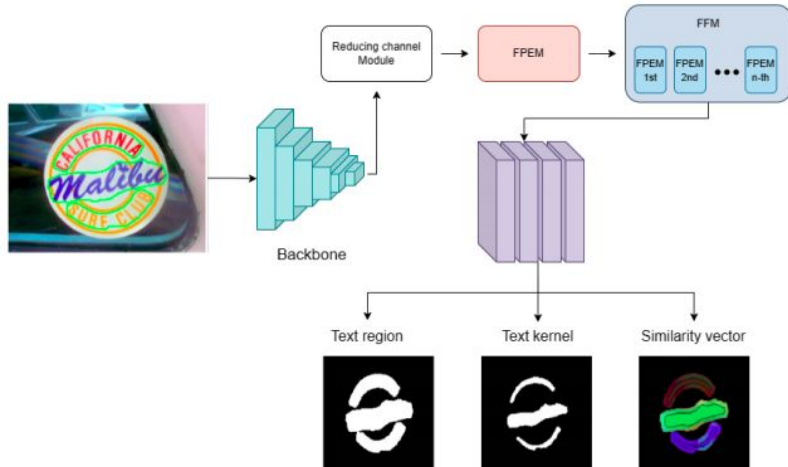 FFM
Reducing channel
Module
FPEM
FPEM
1st
FPEM
2nd
FPEM
n-th
CALIFORNIA
Malibu
SURF CLUB
Backbone
Text region
Text kernel
Similarity vector